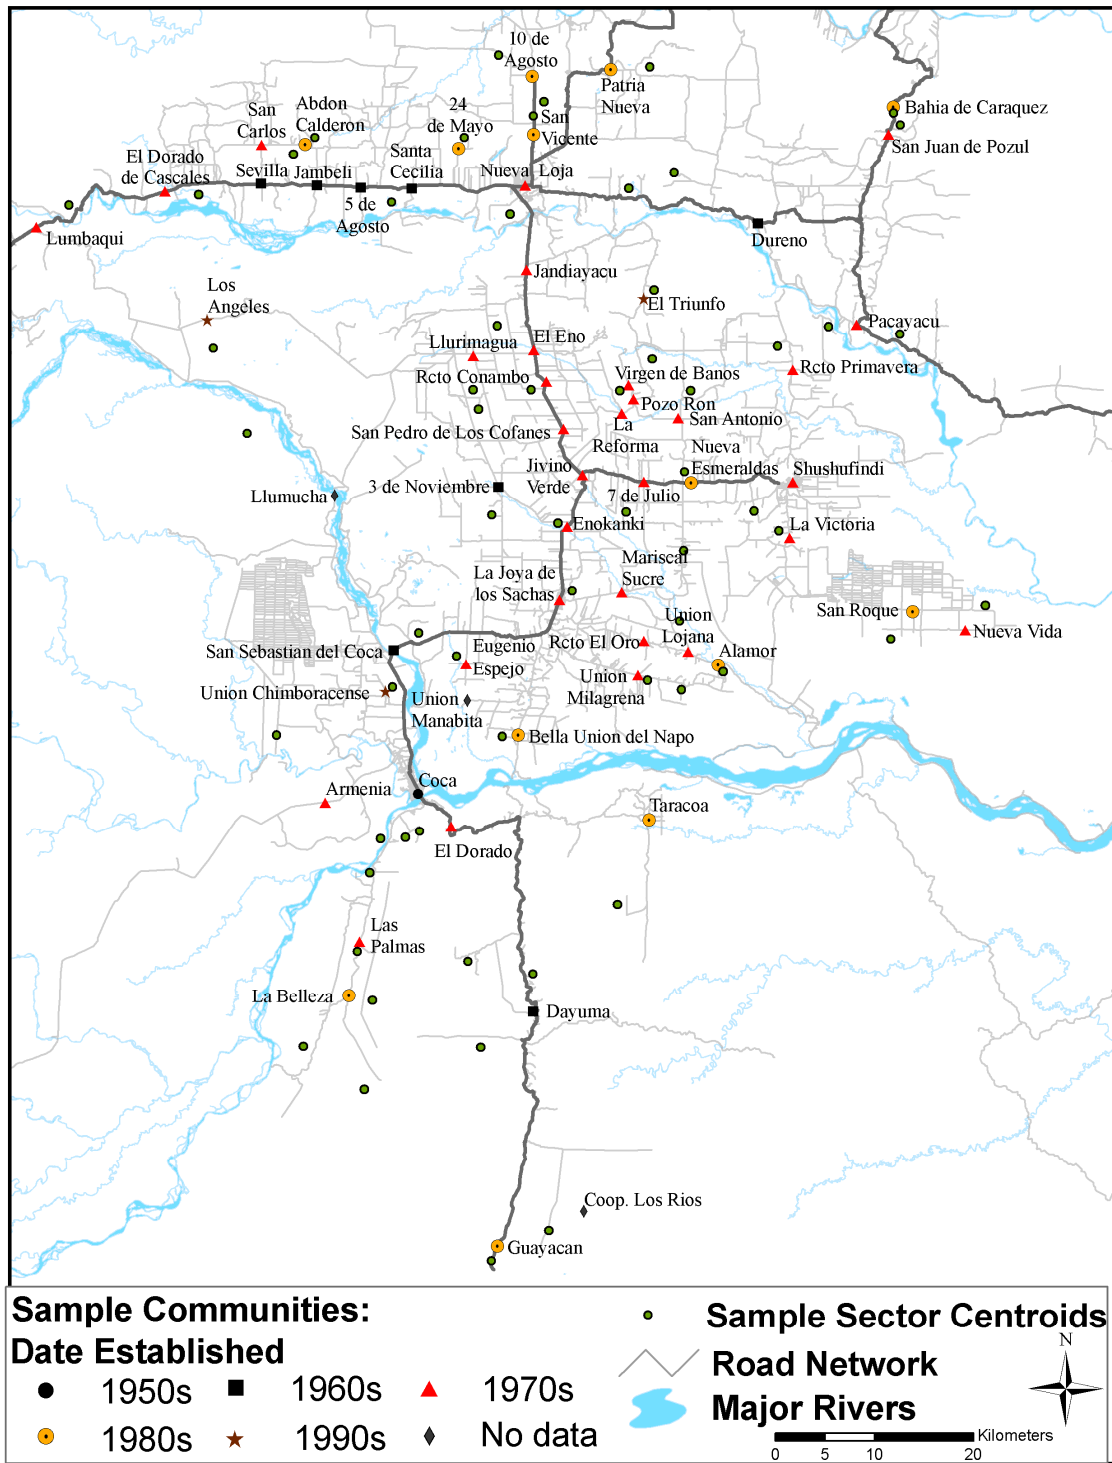 10 de
Agosto
Patria
Nueva
Bahia de Caraquez
San
Carlos
Abdon
Calderon
24
de Mayo
San
Vicente
San Juan de Pozul
El Dorado
de Cascales
Sevilla
Jambeli
Santa
Cecilia
Nueva Loja
5 de
Agosto
Lumbaqui
Dureno
Jandiayacu
Los
Angeles
El Triunfo
Pacayacu
Llurimagua
El Eno
Rcto Conambo
Virgen de Banos
Rcto Primavera
Pozo Ron
La
Reforma
San Antonio
San Pedro de Los Cofanes
Nueva
Esmeraldas
Jivino
Verde
Shushufindi
3 de Noviembre
7 de Julio
Llumucha
Enokanki
La Victoria
Mariscal
Sucre
La Joya de
los Sachas
San Roque
Union
Lojana
Nueva Vida
San Sebastian del Coca
Eugenio
Espejo
Rcto El Oro
Alamor
Union Chimboracense
Union
Manabita
Union
Milagrena
Bella Union del Napo
Coca
Armenia
Taracoa
El Dorado
Las
Palmas
La Belleza
Dayuma
Coop. Los Rios
Guayacan
Sample Communities:
Date Established
1950s
1960s
1970s
1980s
1990s
No data
Sample Sector Centroids
Road Network
Major Rivers
N
Kilometers
0 5 10 20